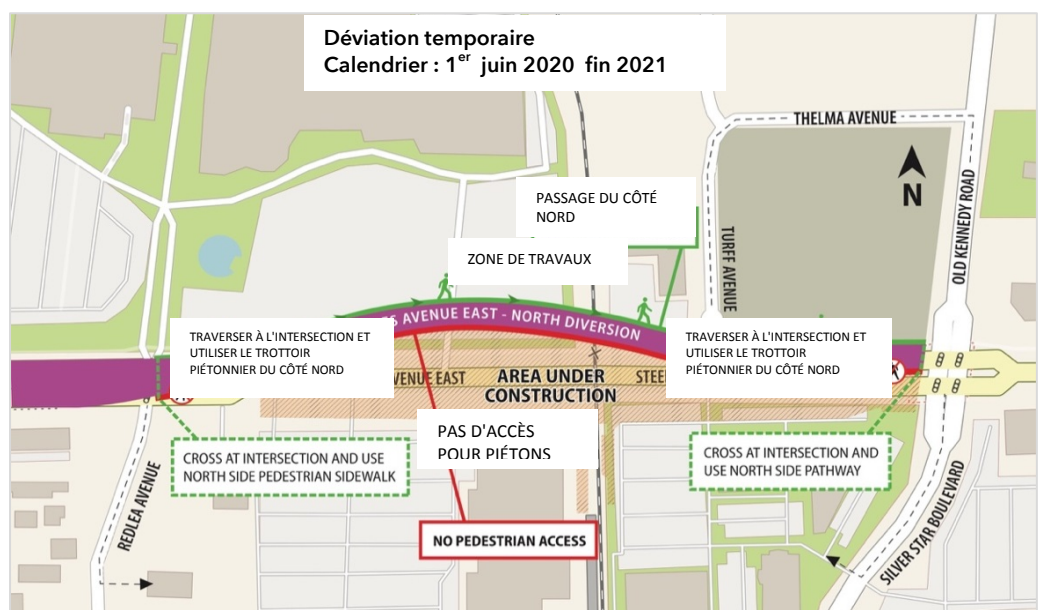 Déviation temporaire
Calendrier : 1er juin 2020 fin 2021
THELMA AVENUE
N
OLD KENNEDY ROAD
PASSAGE DU CÔTÉ
NORD
TURFF AVENUE
ZONE DE TRAVAUX
AVENUE EAST - NORTH DIVERSION
TRAVERSER À L'INTERSECTION ET
UTILISER LE TROTTOIR
PIÉTONNIER DU CÔTÉ NORD
TRAVERSER À L'INTERSECTION ET
UTILISER LE TROTTOIR
PIÉTONNIER DU CÔTÉ NORD
EAST
AREA UNDER
CONSTRUCTION
PAS D'ACCÈS
POUR PIÉTONS
CROSS AT INTERSECTION AND USE
NORTH SIDE PEDESTRIAN SIDEWALK
CROSS AT INTERSECTION AND
USE NORTH SIDE PATHWAY
REDLEA AVENUE
NO PEDESTRIAN ACCESS
SILVER STAR BOULEVARD